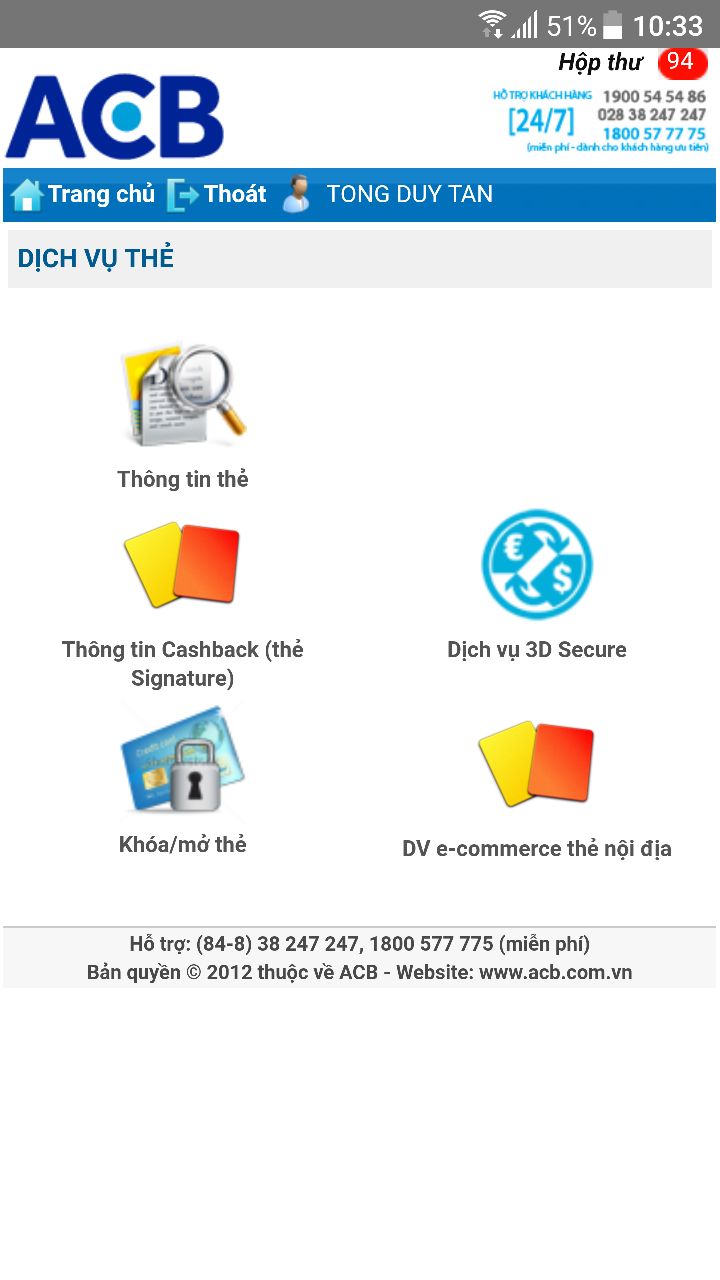 51% 10:33
Hộp thư 94
ACB
HỖ TRỢ KHÁCH HÀNG 1900 54 54 86
[24/7] 028 38 247 247
1800 57 77 75
(miễn phí - dành cho khách hàng ưu tiên)
Trang chủ Thoát TONG DUY TAN
DỊCH VỤ THẺ
Thông tin thẻ
Thông tin Cashback (thẻ
Signature)
Dịch vụ 3D Secure
Credit card
Khóa/mở thẻ
DV e-commerce thẻ nội địa
Hỗ trợ: (84-8) 38 247 247, 1800 577 775 (miễn phí)
Bản quyền © 2012 thuộc về ACB - Website: www.acb.com.vn